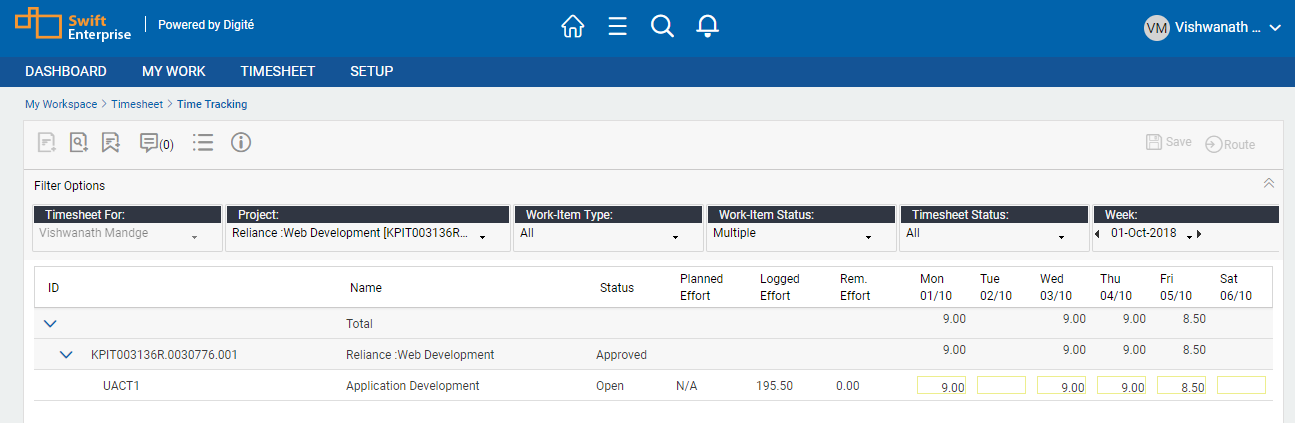 Swift
Enterprise
Powered by Digité
VM Vishwanath ...
DASHBOARD MY WORK TIMESHEET SETUP
My Workspace > Timesheet > Time Tracking
(0) Save Route
Filter Options
Timesheet For: Project: Work-Item Type: Work-Item Status: Timesheet Status: Week:
Vishwanath Mandge Reliance :Web Development [KPIT003136R... All Multiple All 01-Oct-2018
ID Name Status Planned Effort Logged Effort Rem. Effort Mon 01/10 Tue 02/10 Wed 03/10 Thu 04/10 Fri 05/10 Sat 06/10
Total 9.00 9.00 9.00 8.50
KPIT003136R.0030776.001 Reliance :Web Development Approved 9.00 9.00 9.00 8.50
UACT1 Application Development Open N/A 195.50 0.00 9.00 9.00 9.00 8.50